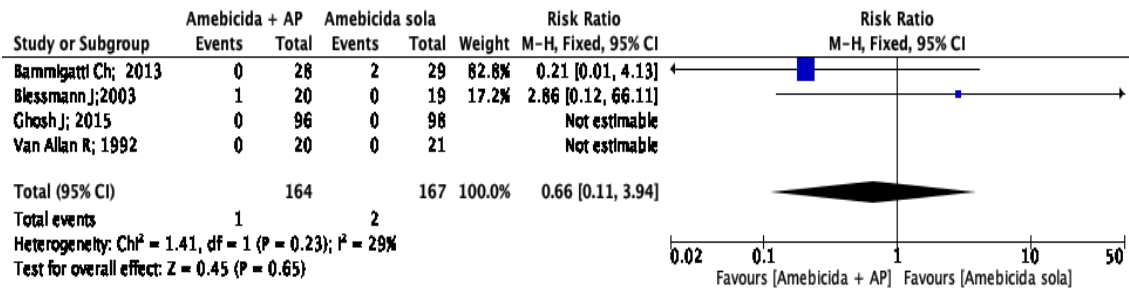 Amebicida + AP Amebicida sola Risk Ratio Risk Ratio
Study or Subgroup Events Total Events Total Weight M-H, Fixed, 95% CI M-H, Fixed, 95% CI
Bammigatti Ch; 2013 0 28 2 29 82.8% 0.21 [0.01, 4.13]
Blessmann J;2003 1 20 0 19 17.2% 2.86 [0.12, 66.11]
Ghosh J; 2015 0 96 0 98 Not estimable
Van Allan R; 1992 0 20 0 21 Not estimable
Total (95% CI) 164 167 100.0% 0.66 [0.11, 3.94]
Total events 1 2
Heterogeneity: Chi² = 1.41, df = 1 (P = 0.23); I² = 29%
Test for overall effect: Z = 0.45 (P = 0.65)
0.02 0.1 1 10 50
Favours [Amebicida + AP] Favours [Amebicida sola]